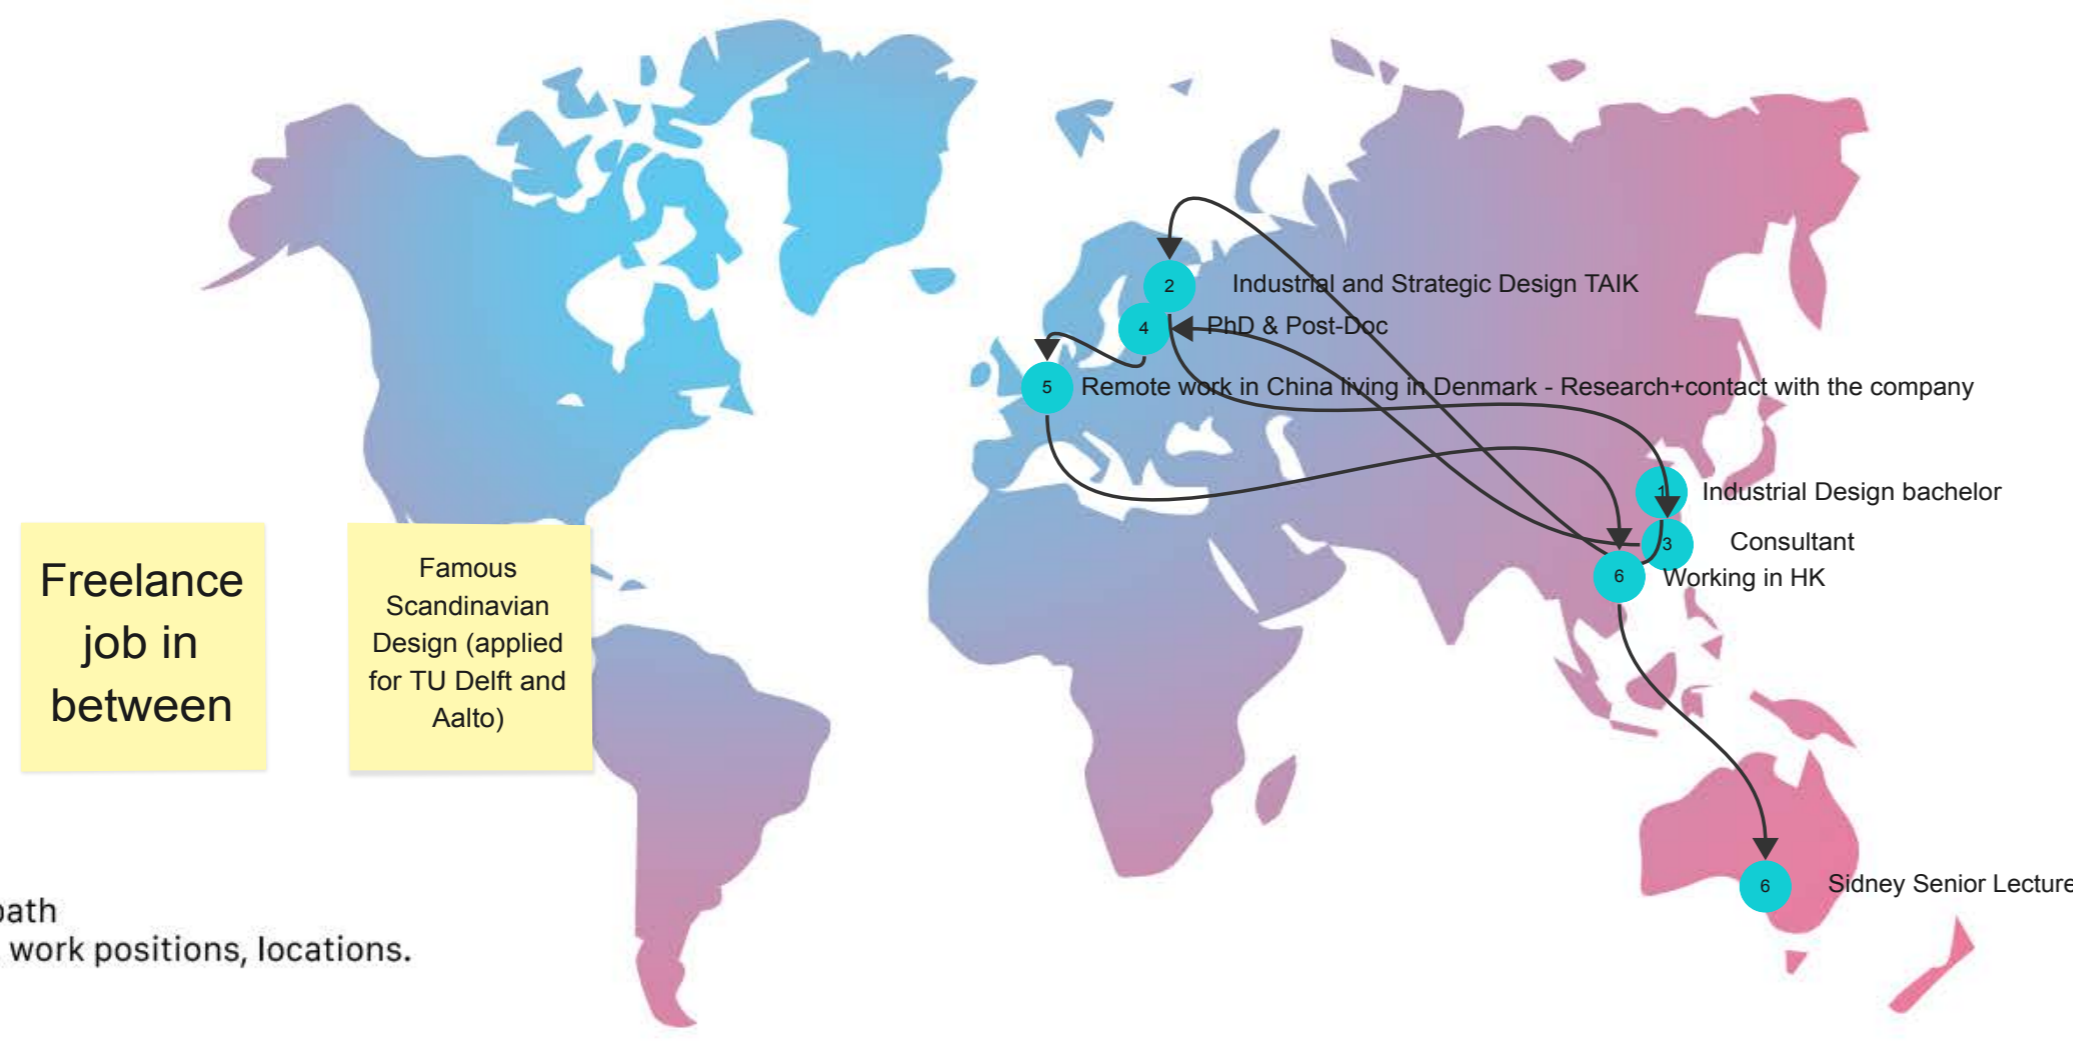 2
Industrial and Strategic Design TAIK
4
PhD & Post-Doc
5
Remote work in China living in Denmark - Research+contact with the company
1
Industrial Design bachelor
3
Consultant
6
Working in HK
Freelance
job in
between
Famous
Scandinavian
Design (applied
for TU Delft and
Aalto)
6
Sidney Senior Lecture
path
work positions, locations.